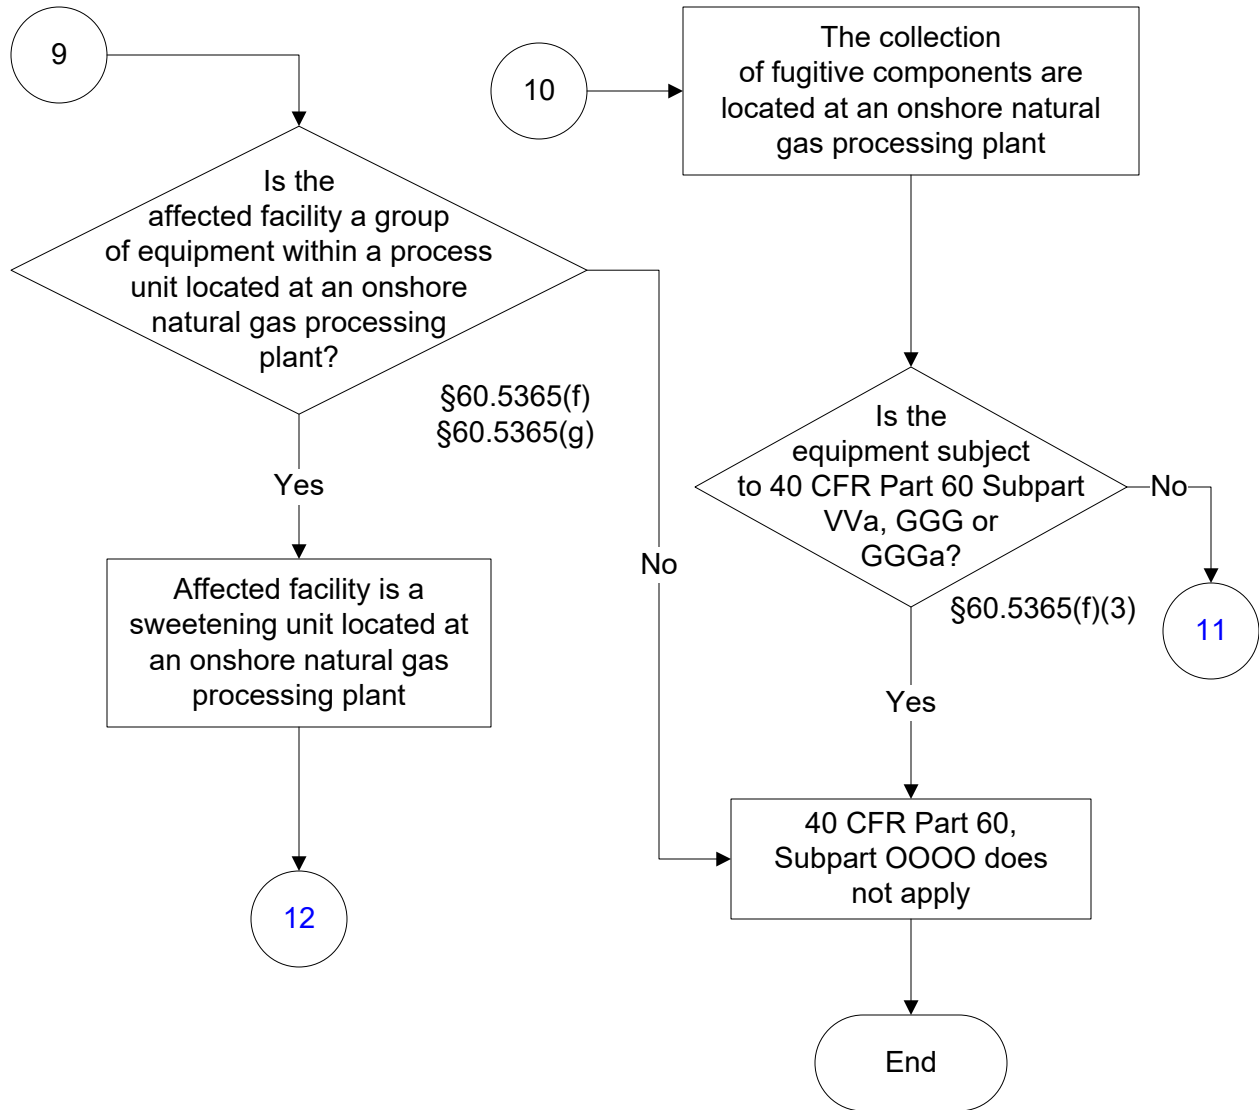 9
Is the
affected facility a group
of equipment within a process
unit located at an onshore
natural gas processing
plant?
§60.5365(f)
§60.5365(g)
Yes
No
Affected facility is a
sweetening unit located at
an onshore natural gas
processing plant
12
10
The collection
of fugitive components are
located at an onshore natural
gas processing plant
Is the
equipment subject
to 40 CFR Part 60 Subpart
VVa, GGG or
GGGa?
No
§60.5365(f)(3)
11
Yes
40 CFR Part 60,
Subpart OOOO does
not apply
End